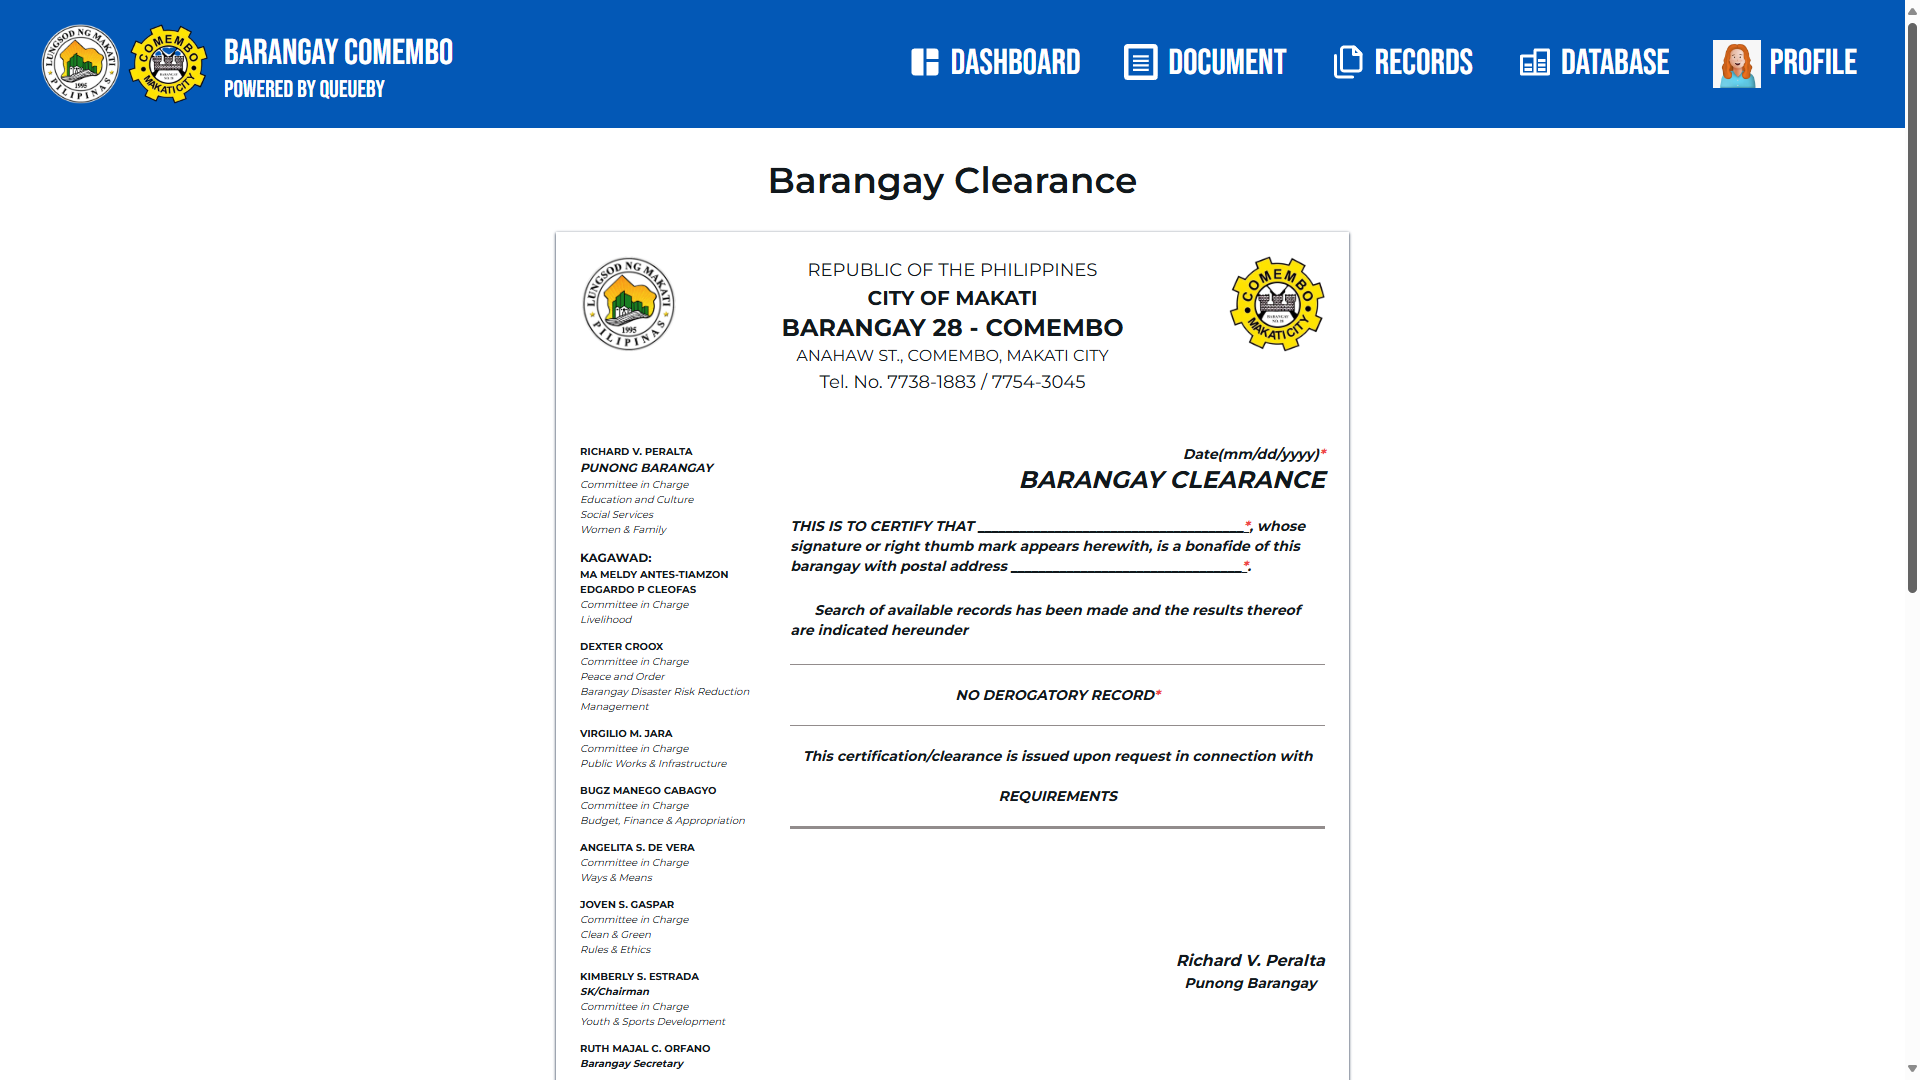 LUNGSOD NG MAKATI
1995
PILIPINAS
COMEMBO
MAKATI CITY
BARANGAY COMEMBO
POWERED BY QUEUEBY
DASHBOARD
DOCUMENT
RECORDS
DATABASE
PROFILE
Barangay Clearance
LUNGSOD NG MAKATI
1995
PILIPINAS
REPUBLIC OF THE PHILIPPINES
CITY OF MAKATI
BARANGAY 28 - COMEMBO
ANAHAW ST., COMEMBO, MAKATI CITY
Tel. No. 7738-1883 / 7754-3045
COMEMBO
MAKATI CITY
RICHARD V. PERALTA
PUNONG BARANGAY
Committee in Charge
Education and Culture
Social Services
Women & Family
KAGAWAD:
MA MELDY ANTES-TIAMZON
EDGARDO P CLEOFAS
Committee in Charge
Livelihood
DEXTER CROOX
Committee in Charge
Peace and Order
Barangay Disaster Risk Reduction
Management
VIRGILIO M. JARA
Committee in Charge
Public Works & Infrastructure
BUGZ MANEGO CABAGYO
Committee in Charge
Budget, Finance & Appropriation
ANGELITA S. DE VERA
Committee in Charge
Ways & Means
JOVEN S. GASPAR
Committee in Charge
Clean & Green
Rules & Ethics
KIMBERLY S. ESTRADA
SK/Chairman
Committee in Charge
Youth & Sports Development
RUTH MAJAL C. ORFANO
Barangay Secretary
Date(mm/dd/yyyy)*
BARANGAY CLEARANCE
THIS IS TO CERTIFY THAT ______________________________*, whose
signature or right thumb mark appears herewith, is a bonafide of this
barangay with postal address __________________________*.
Search of available records has been made and the results thereof
are indicated hereunder
NO DEROGATORY RECORD*
This certification/clearance is issued upon request in connection with
REQUIREMENTS
Richard V. Peralta
Punong Barangay